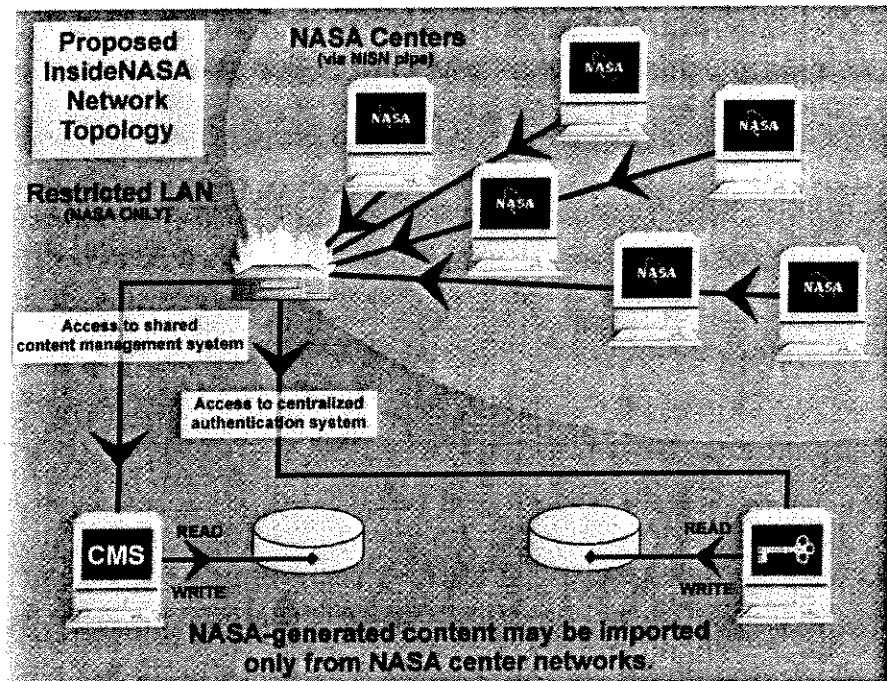 Proposed
InsideNASA
Network
Topology
NASA Centers
(via NISN pipe)
NASA
NASA
NASA
NASA
NASA
NASA
Restricted LAN
(NASA ONLY)
Access to shared
content management system
Access to centralized
authentication system
CMS
READ
WRITE
READ
WRITE
NASA-generated content may be imported
only from NASA center networks.